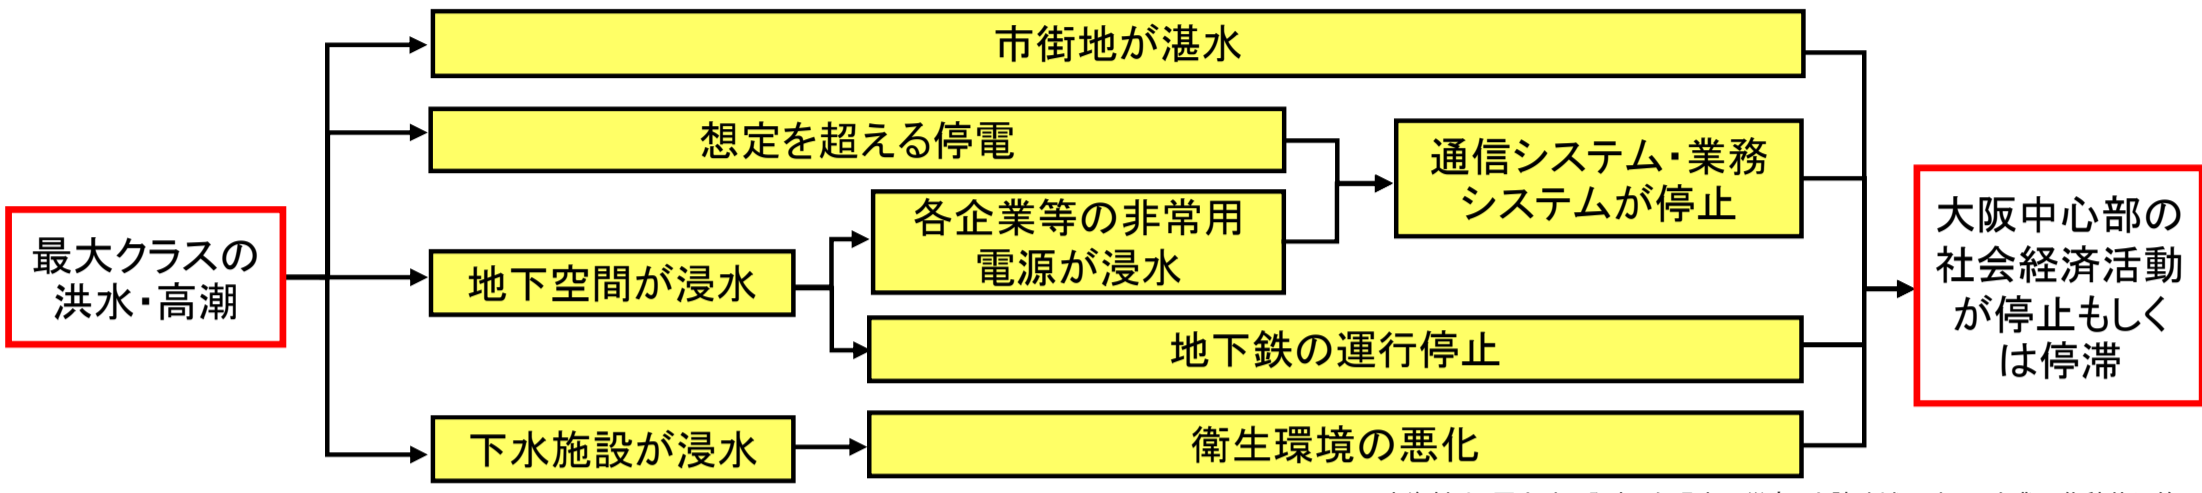 市街地が湛水
想定を超える停電
通信システム・業務
システムが停止
各企業等の非常用
電源が浸水
最大クラスの
洪水・高潮
地下空間が浸水
地下鉄の運行停止
下水施設が浸水
衛生環境の悪化
大阪中心部の
社会経済活動
が停止もしく
は停滞